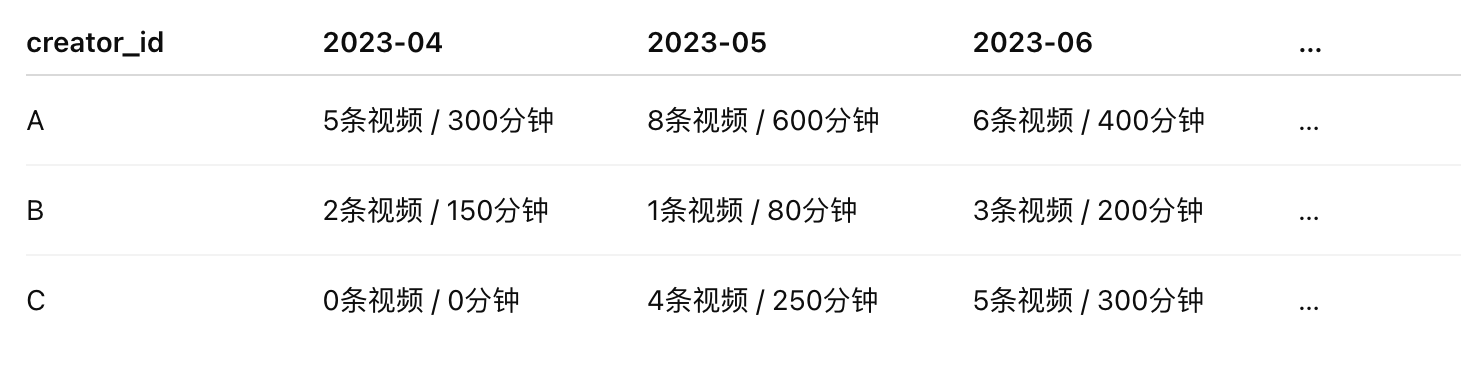 creator_id 2023-04 2023-05 2023-06 ...
A 5条视频 / 300分钟 8条视频 / 600分钟 6条视频 / 400分钟 ...
B 2条视频 / 150分钟 1条视频 / 80分钟 3条视频 / 200分钟 ...
C 0条视频 / 0分钟 4条视频 / 250分钟 5条视频 / 300分钟 ...